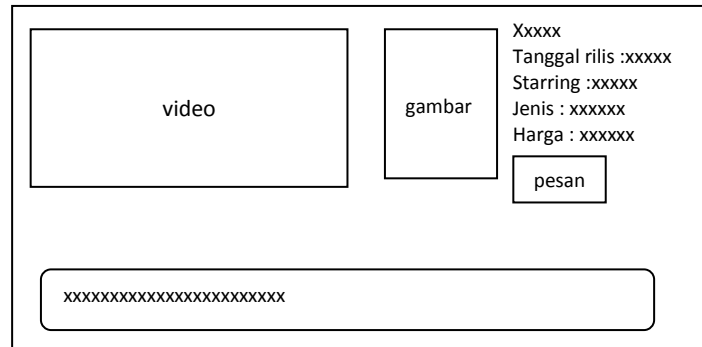 video
gambar
Xxxxx
Tanggal rilis :xxxxx
Starring :xxxxx
Jenis : xxxxxx
Harga : xxxxxx
pesan
xxxxxxxxxxxxxxxxxxxxxxxx